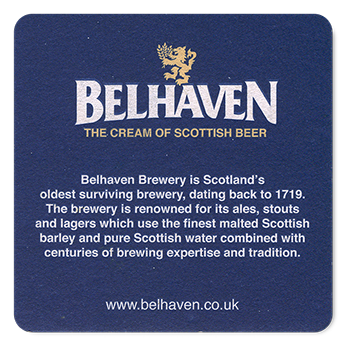 BELHAVEN
THE CREAM OF SCOTTISH BEER
Belhaven Brewery is Scotland's
oldest surviving brewery, dating back to 1719.
The brewery is renowned for its ales, stouts
and lagers which use the finest malted Scottish
barley and pure Scottish water combined with
centuries of brewing expertise and tradition.
www.belhaven.co.uk